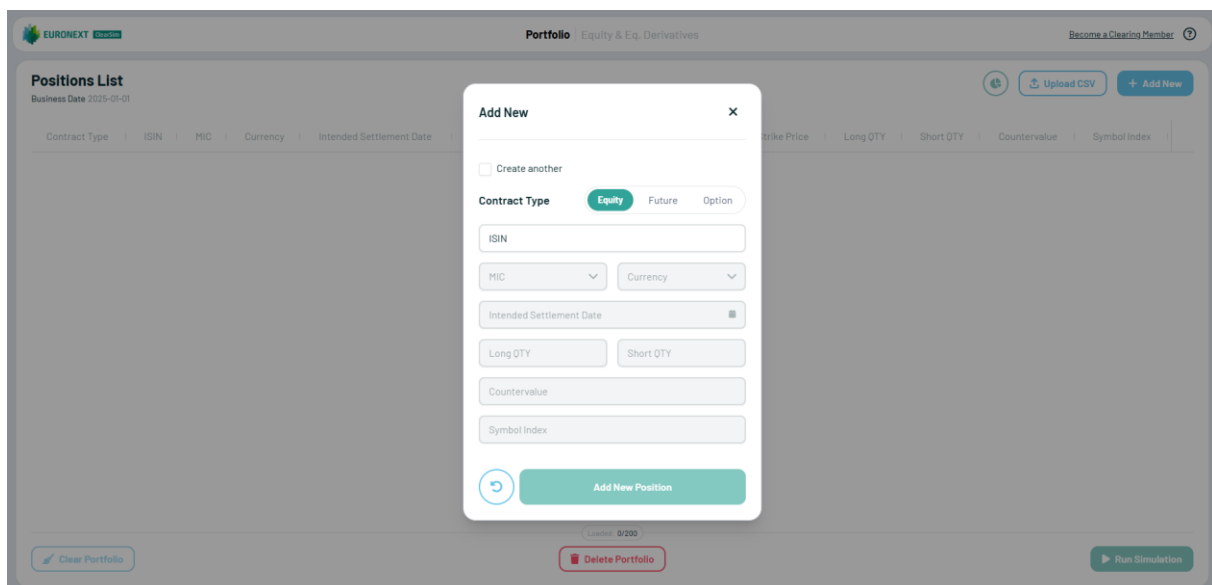 EURONEXT ClearSim
Portfolio | Equity & Eq. Derivatives
Become a Clearing Member ?
Positions List
Business Date 2025-01-01
Upload CSV
+ Add New
Contract Type ISIN MIC Currency Intended Settlement Date trike Price Long QTY Short QTY Countervalue Symbol Index
Add New
Create another
Contract Type Equity Future Option
ISIN
MIC Currency
Intended Settlement Date
Long QTY Short QTY
Countervalue
Symbol Index
Add New Position
Loaded: 0/200
Clear Portfolio Delete Portfolio Run Simulation